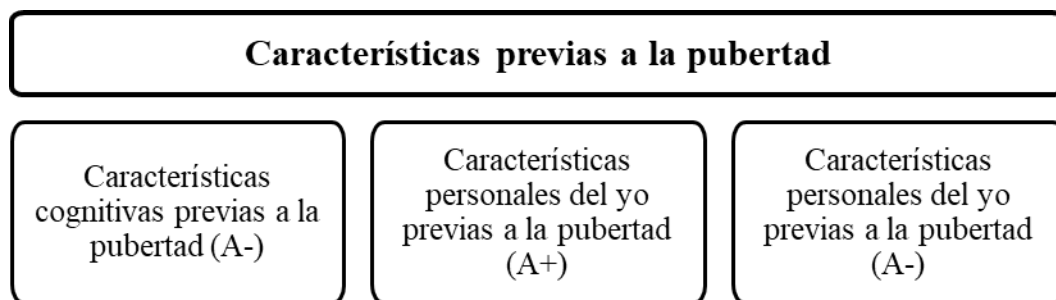 Características previas a la pubertad
Características
cognitivas previas a la
pubertad (A-)
Características
personales del yo
previas a la pubertad
(A+)
Características
personales del yo
previas a la pubertad
(A-)